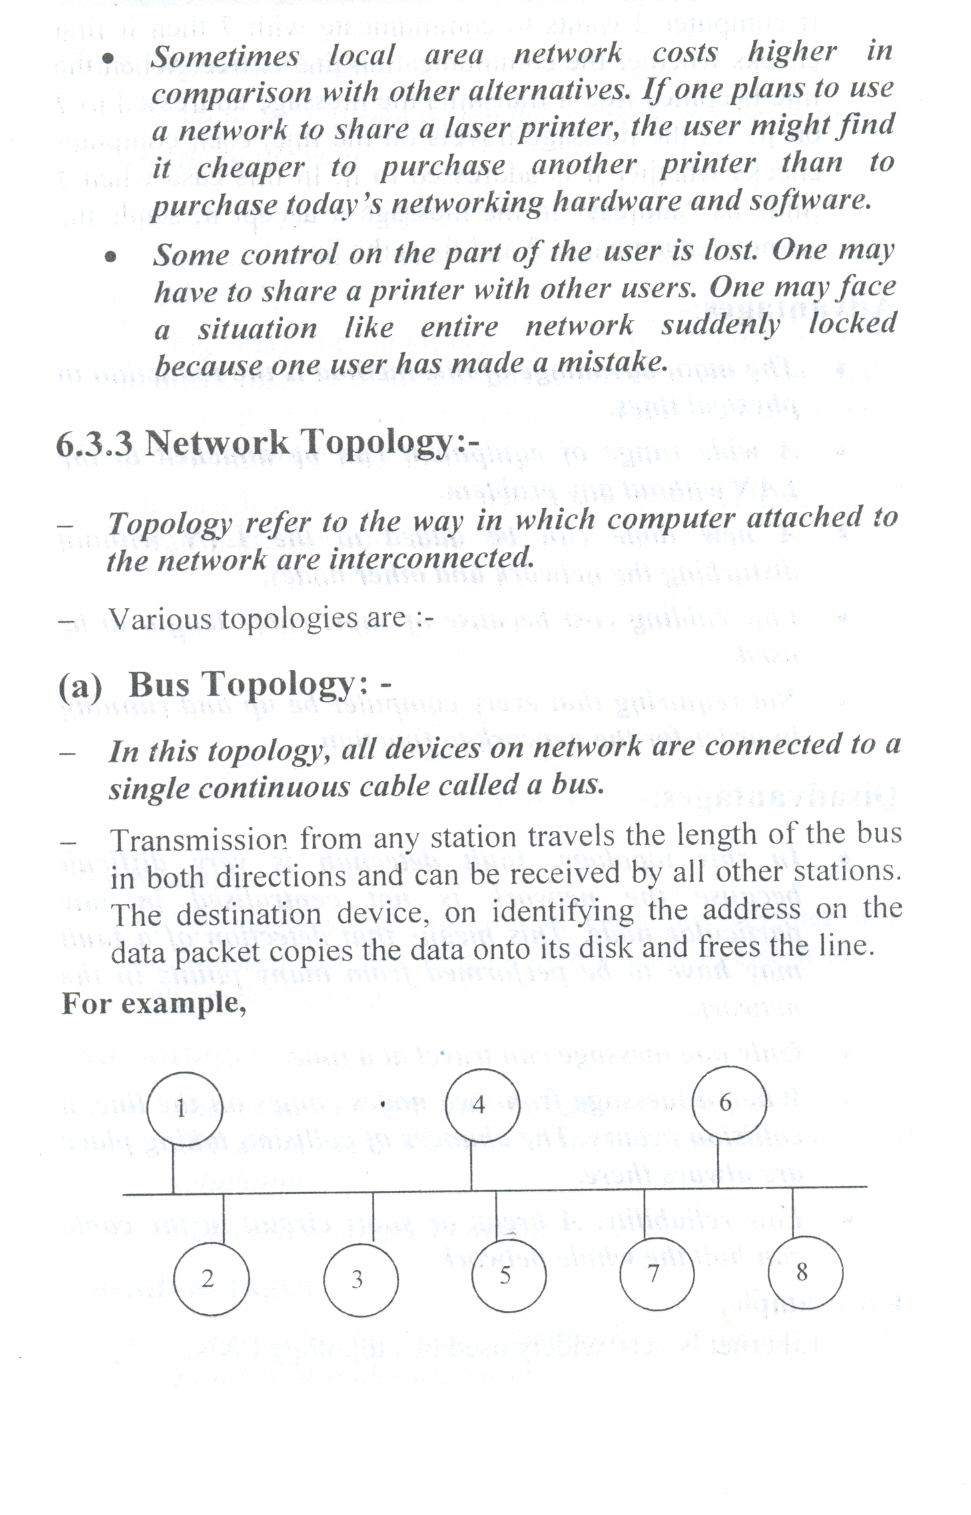 • Sometimes local area network costs higher in
comparison with other alternatives. If one plans to use
a network to share a laser printer, the user might find
it cheaper to purchase another printer than to
purchase today's networking hardware and software.
• Some control on the part of the user is lost. One may
have to share a printer with other users. One may face
a situation like entire network suddenly locked
because one user has made a mistake.
6.3.3 Network Topology:-
– Topology refer to the way in which computer attached to
the network are interconnected.
– Various topologies are :-
(a) Bus Topology: -
– In this topology, all devices on network are connected to a
single continuous cable called a bus.
– Transmission from any station travels the length of the bus
in both directions and can be received by all other stations.
The destination device, on identifying the address on the
data packet copies the data onto its disk and frees the line.
For example,
1 4 6
2 3 5 7 8